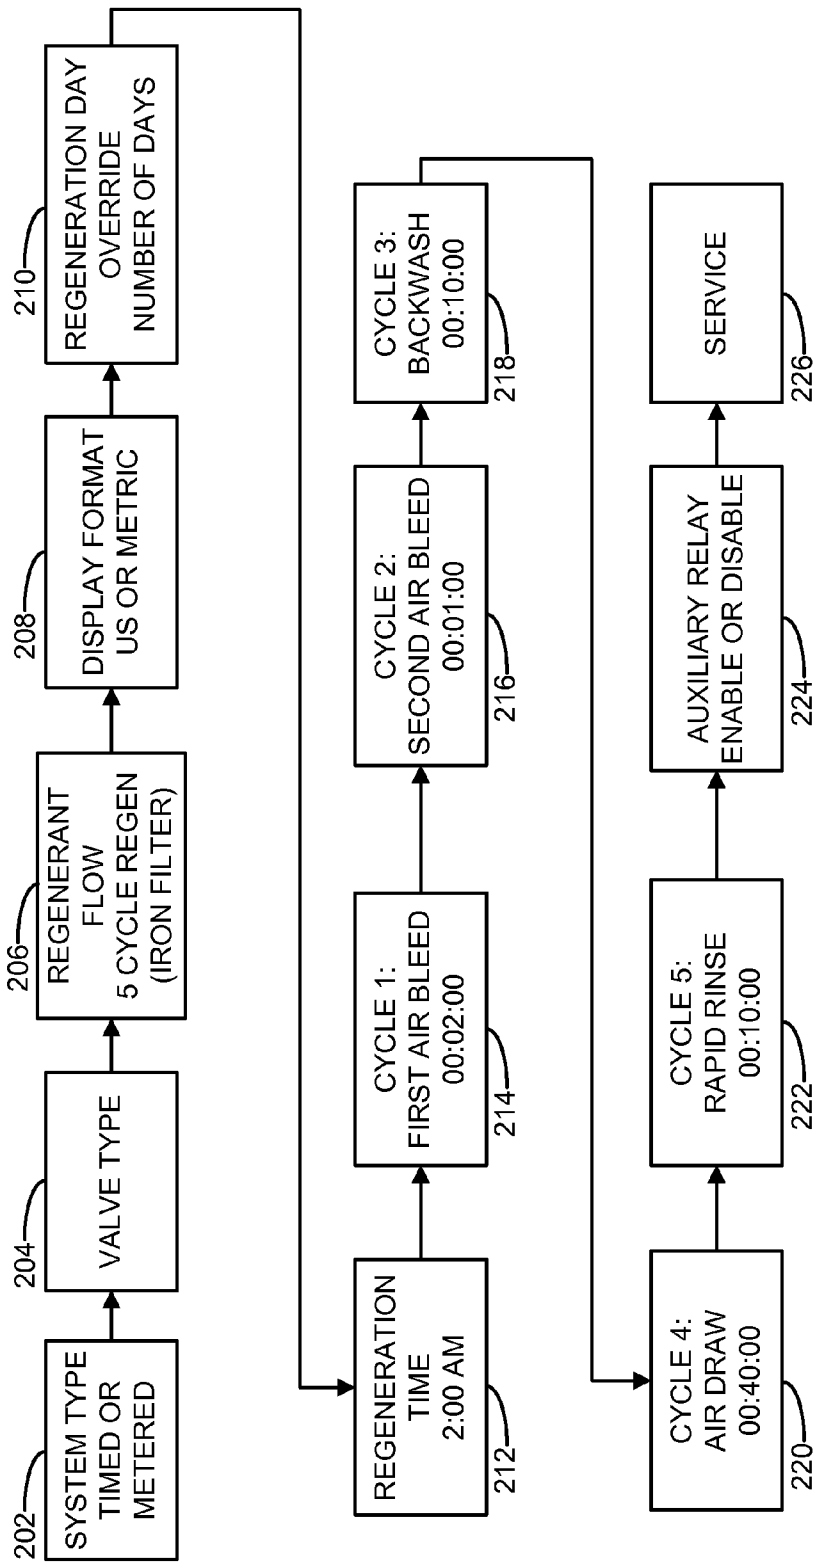 202
SYSTEM TYPE
TIMED OR
METERED
204
VALVE TYPE
206
REGENERANT
FLOW
5 CYCLE REGEN
(IRON FILTER)
208
DISPLAY FORMAT
US OR METRIC
210
REGENERATION DAY
OVERRIDE
NUMBER OF DAYS
REGENERATION
TIME
2:00 AM
212
CYCLE 1:
FIRST AIR BLEED
00:02:00
214
CYCLE 2:
SECOND AIR BLEED
00:01:00
216
CYCLE 3:
BACKWASH
00:10:00
218
CYCLE 4:
AIR DRAW
00:40:00
220
CYCLE 5:
RAPID RINSE
00:10:00
222
AUXILIARY RELAY
ENABLE OR DISABLE
224
SERVICE
226